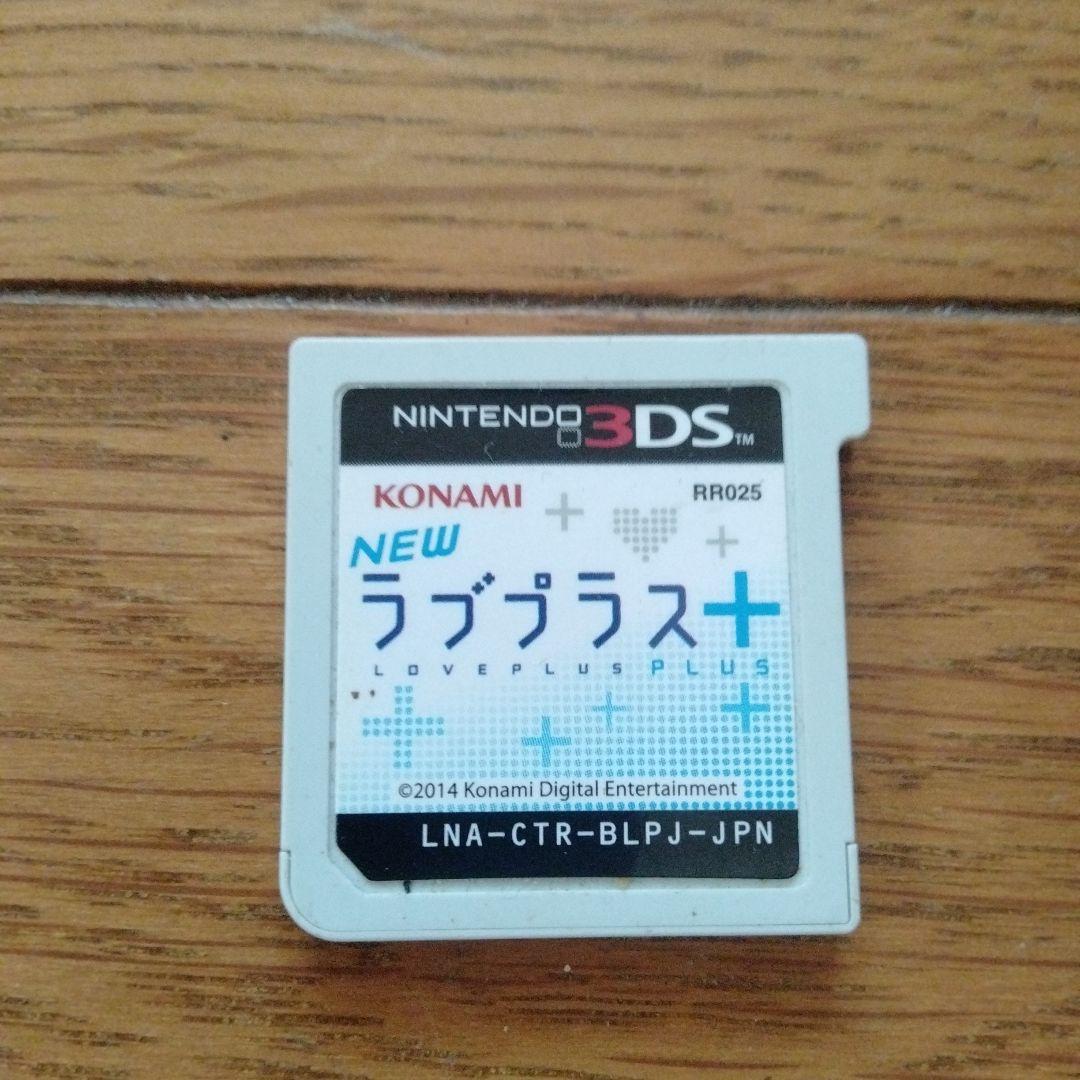 NINTENDO 3DS™
KONAMI RR025
NEW
ラブプラス+
LOVEPLUS PLUS
©2014 Konami Digital Entertainment
LNA-CTR-BLPJ-JPN